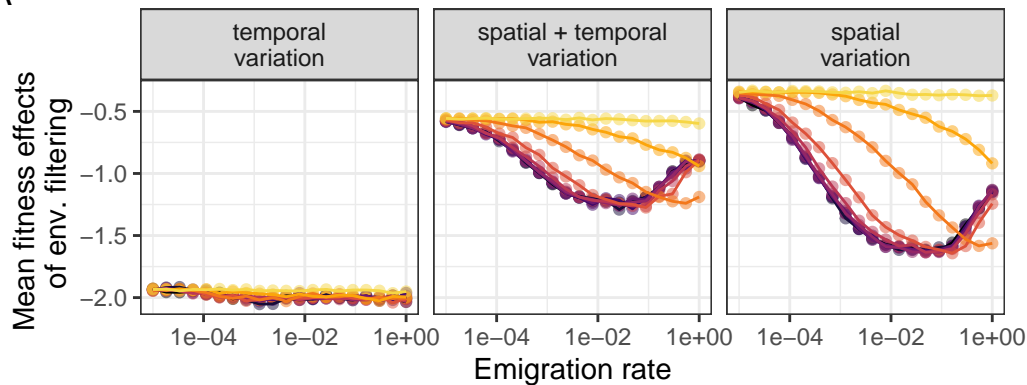 temporal
variation
spatial + temporal
variation
spatial
variation
Mean fitness effects
of env. filtering
−0.5
−1.0
−1.5
−2.0
1e−04 1e−02 1e+00
1e−04 1e−02 1e+00
1e−04 1e−02 1e+00
Emigration rate